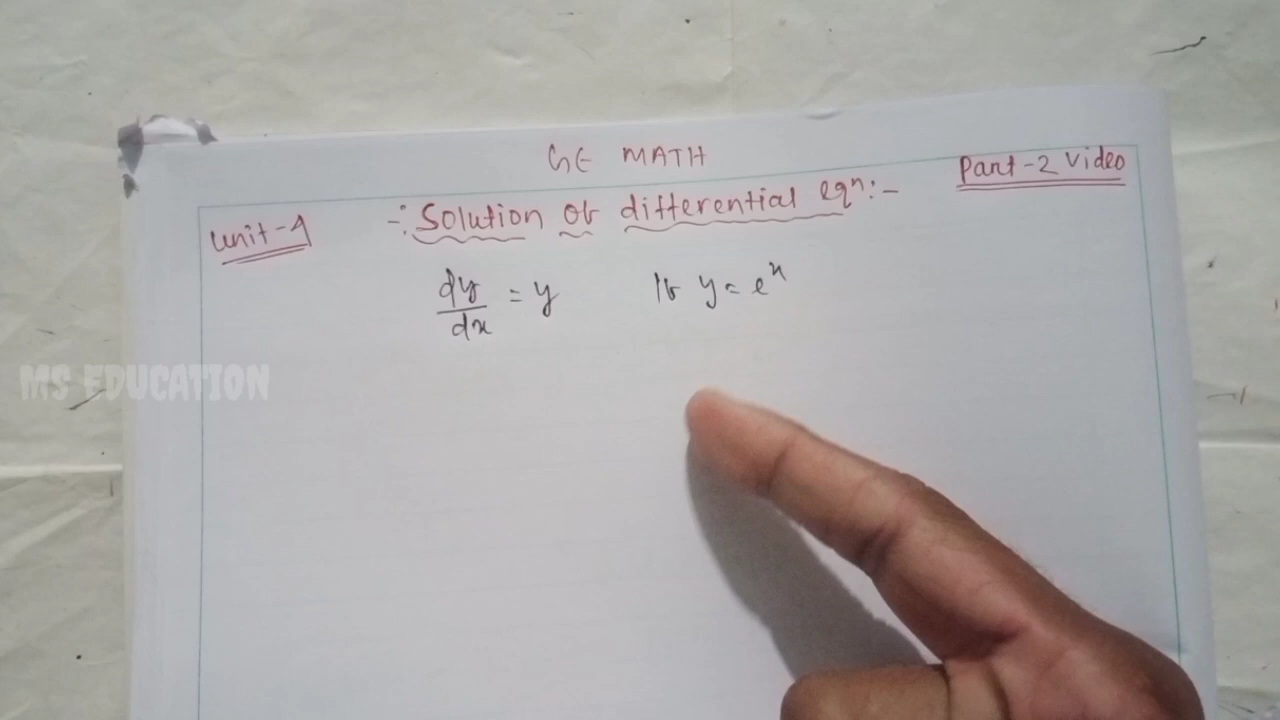 GE MATH
Part-2 Video
Unit-1
-: Solution of differential eqⁿ:-
dy/dx = y If y = eˣ
MS EDUCATION